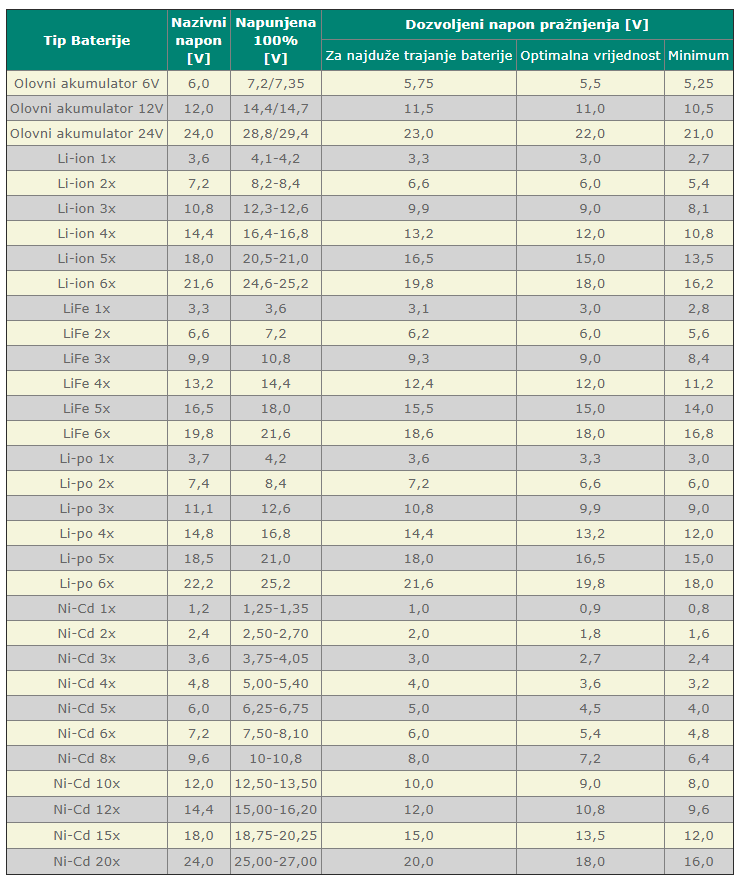 Tip Baterije Nazivni napon [V] Napunjena 100% [V] Dozvoljeni napon pražnjenja [V]
Za najduže trajanje baterije Optimalna vrijednost Minimum
Olovni akumulator 6V 6,0 7,2/7,35 5,75 5,5 5,25
Olovni akumulator 12V 12,0 14,4/14,7 11,5 11,0 10,5
Olovni akumulator 24V 24,0 28,8/29,4 23,0 22,0 21,0
Li-ion 1x 3,6 4,1-4,2 3,3 3,0 2,7
Li-ion 2x 7,2 8,2-8,4 6,6 6,0 5,4
Li-ion 3x 10,8 12,3-12,6 9,9 9,0 8,1
Li-ion 4x 14,4 16,4-16,8 13,2 12,0 10,8
Li-ion 5x 18,0 20,5-21,0 16,5 15,0 13,5
Li-ion 6x 21,6 24,6-25,2 19,8 18,0 16,2
LiFe 1x 3,3 3,6 3,1 3,0 2,8
LiFe 2x 6,6 7,2 6,2 6,0 5,6
LiFe 3x 9,9 10,8 9,3 9,0 8,4
LiFe 4x 13,2 14,4 12,4 12,0 11,2
LiFe 5x 16,5 18,0 15,5 15,0 14,0
LiFe 6x 19,8 21,6 18,6 18,0 16,8
Li-po 1x 3,7 4,2 3,6 3,3 3,0
Li-po 2x 7,4 8,4 7,2 6,6 6,0
Li-po 3x 11,1 12,6 10,8 9,9 9,0
Li-po 4x 14,8 16,8 14,4 13,2 12,0
Li-po 5x 18,5 21,0 18,0 16,5 15,0
Li-po 6x 22,2 25,2 21,6 19,8 18,0
Ni-Cd 1x 1,2 1,25-1,35 1,0 0,9 0,8
Ni-Cd 2x 2,4 2,50-2,70 2,0 1,8 1,6
Ni-Cd 3x 3,6 3,75-4,05 3,0 2,7 2,4
Ni-Cd 4x 4,8 5,00-5,40 4,0 3,6 3,2
Ni-Cd 5x 6,0 6,25-6,75 5,0 4,5 4,0
Ni-Cd 6x 7,2 7,50-8,10 6,0 5,4 4,8
Ni-Cd 8x 9,6 10-10,8 8,0 7,2 6,4
Ni-Cd 10x 12,0 12,50-13,50 10,0 9,0 8,0
Ni-Cd 12x 14,4 15,00-16,20 12,0 10,8 9,6
Ni-Cd 15x 18,0 18,75-20,25 15,0 13,5 12,0
Ni-Cd 20x 24,0 25,00-27,00 20,0 18,0 16,0